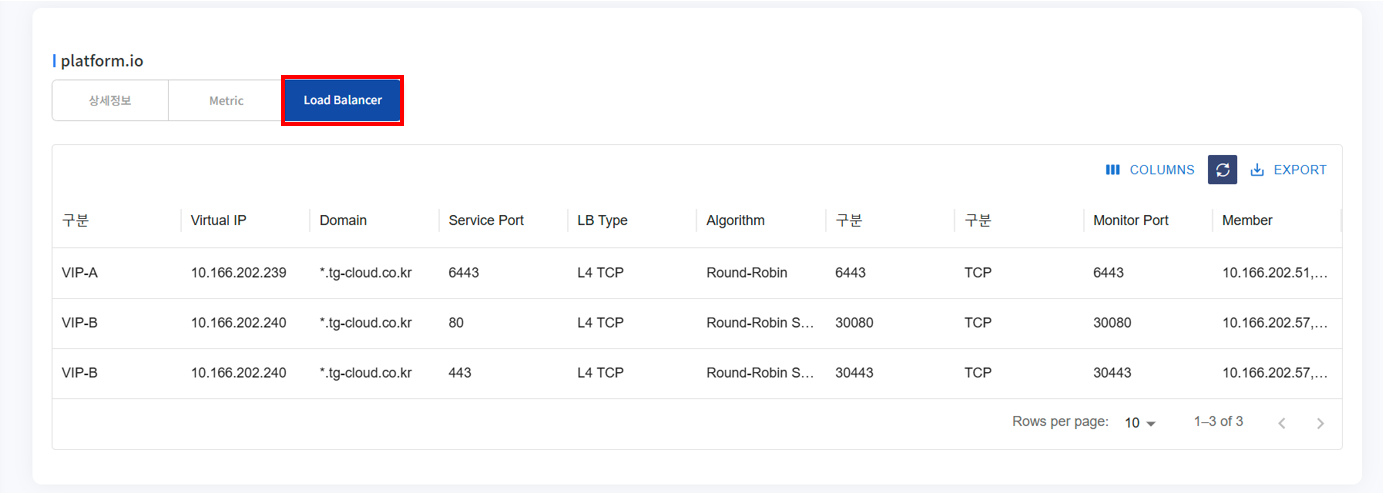 platform.io
상세정보 Metric Load Balancer
COLUMNS EXPORT
구분 Virtual IP Domain Service Port LB Type Algorithm 구분 구분 Monitor Port Member
VIP-A 10.166.202.239 *.tg-cloud.co.kr 6443 L4 TCP Round-Robin 6443 TCP 6443 10.166.202.51,...
VIP-B 10.166.202.240 *.tg-cloud.co.kr 80 L4 TCP Round-Robin S... 30080 TCP 30080 10.166.202.57,...
VIP-B 10.166.202.240 *.tg-cloud.co.kr 443 L4 TCP Round-Robin S... 30443 TCP 30443 10.166.202.57,...
Rows per page: 10 1–3 of 3